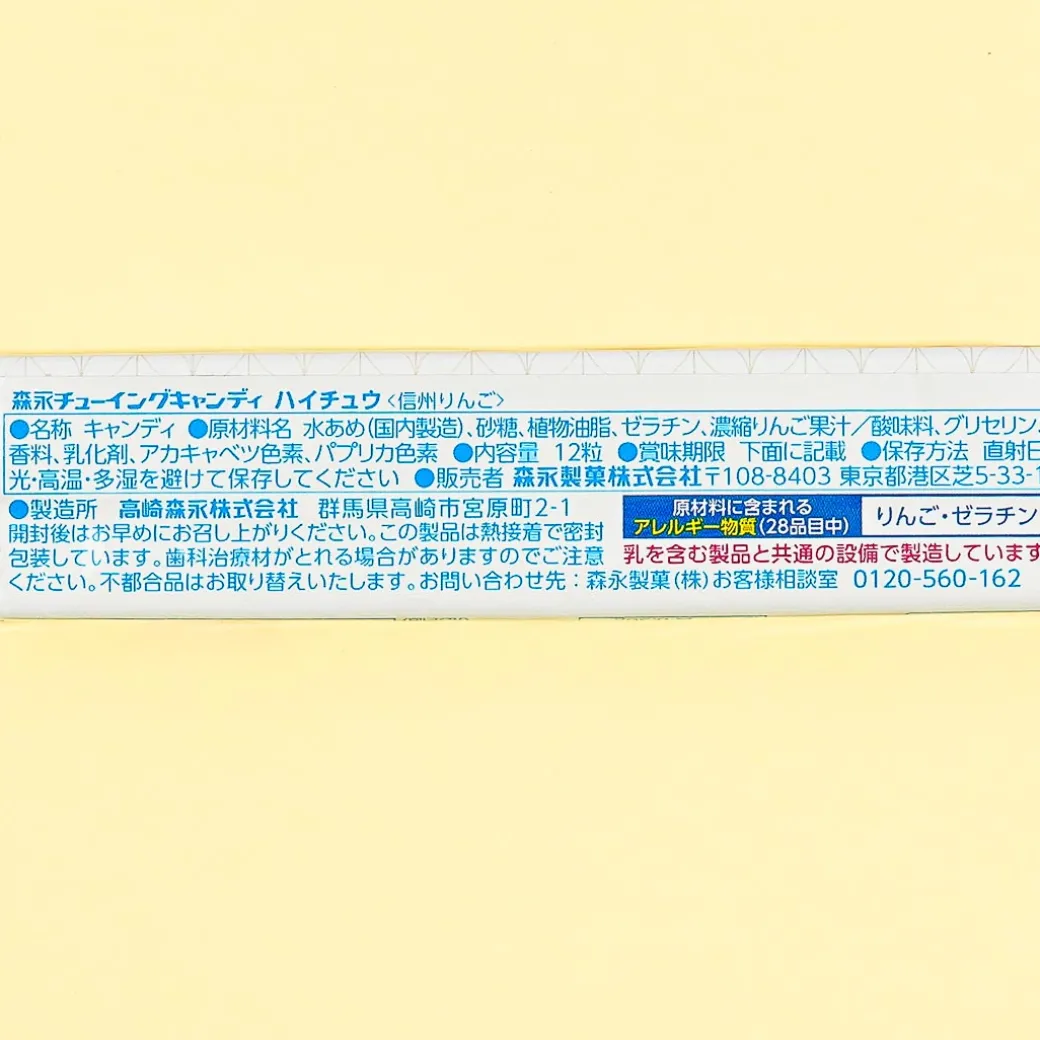 森永チューイングキャンディ ハイチュウ〈信州りんご〉
●名称 キャンディ ●原材料名 水あめ(国内製造)、砂糖、植物油脂、ゼラチン、濃縮りんご果汁／酸味料、グリセリン、
香料、乳化剤、アカキャベツ色素、パプリカ色素 ●内容量 12粒 ●賞味期限 下面に記載 ●保存方法 直射日
光・高温・多湿を避けて保存してください ●販売者 森永製菓株式会社〒108-8403 東京都港区芝5-33-1
●製造所 高崎森永株式会社 群馬県高崎市宮原町2-1
開封後はお早めにお召し上がりください。この製品は熱接着で密封
包装しています。歯科治療材がとれる場合がありますのでご注意
ください。不都合品はお取り替えいたします。お問い合わせ先：森永製菓(株)お客様相談室 0120-560-162
原材料に含まれる
アレルギー物質(28品目中)
りんご・ゼラチン
乳を含む製品と共通の設備で製造しています